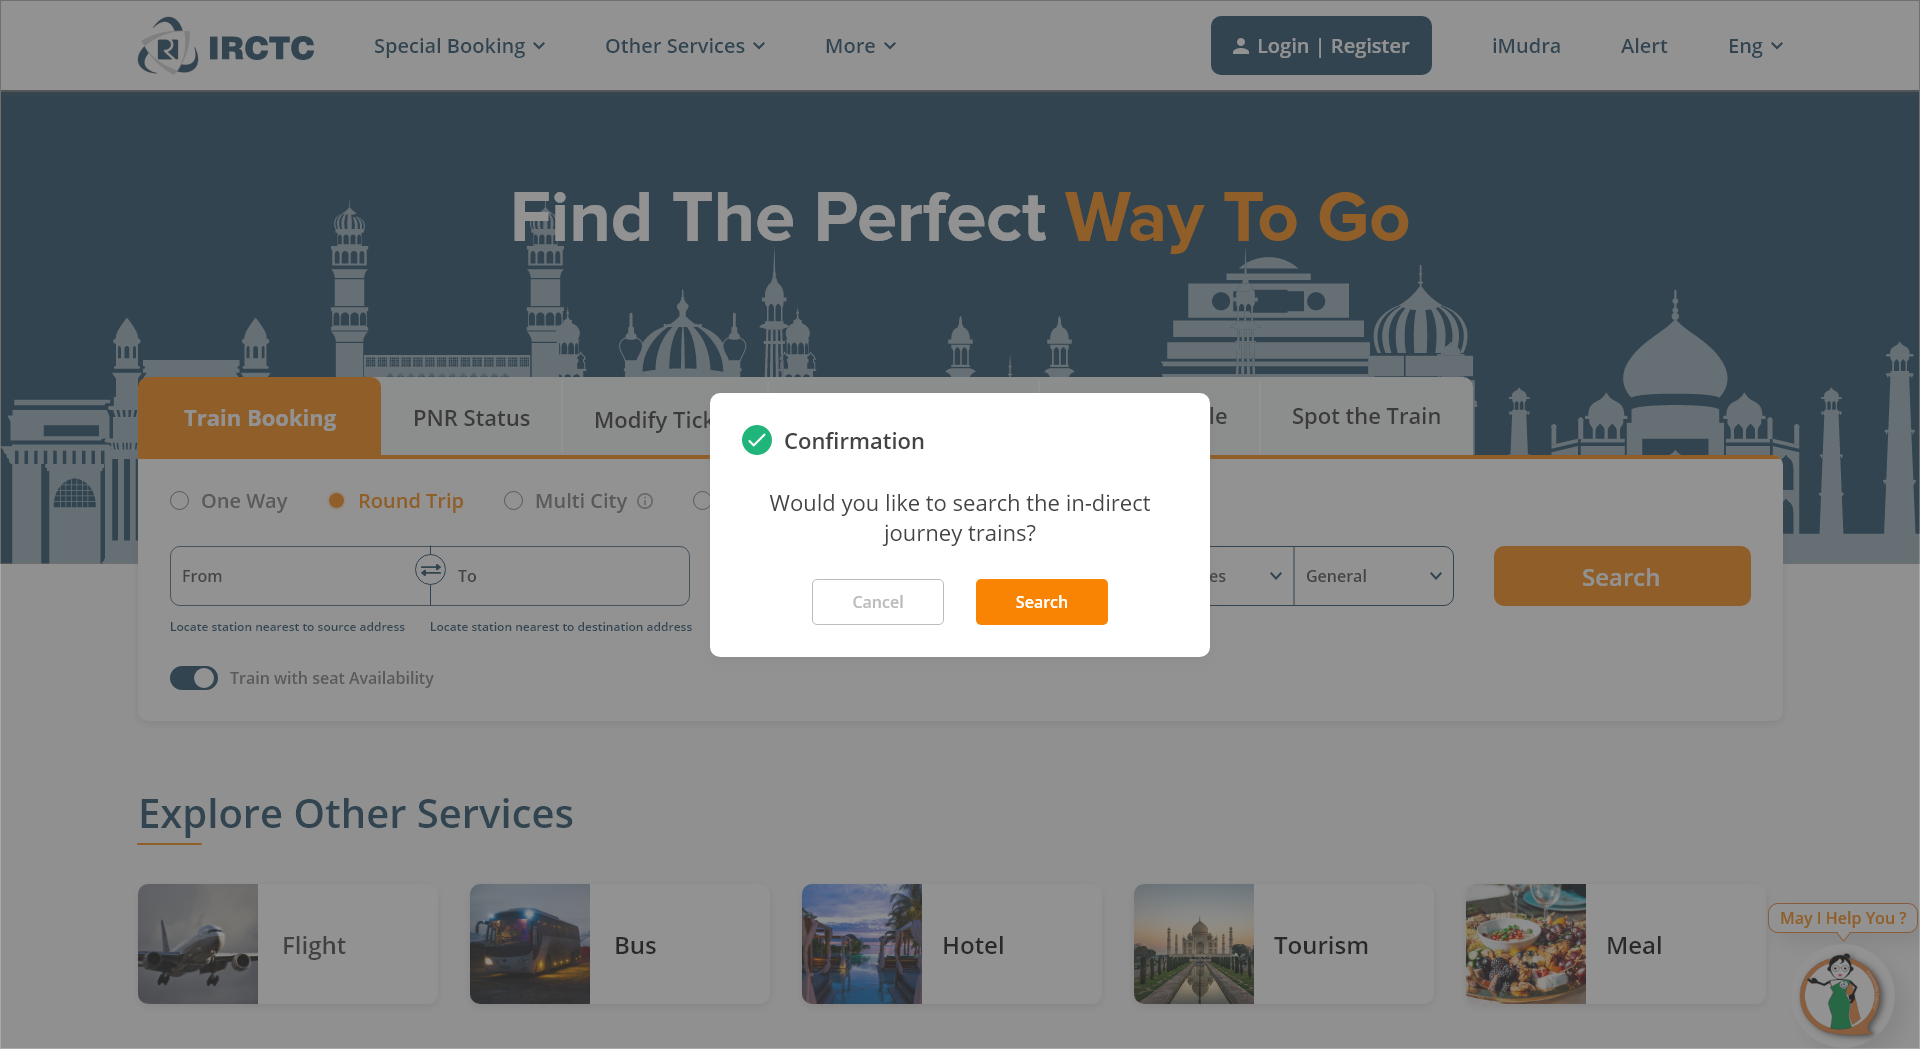 IRCTC
Special Booking
Other Services
More
Login | Register
iMudra
Alert
Eng
Find The Perfect Way To Go
Train Booking
PNR Status
Modify Tick
le
Spot the Train
Confirmation
Would you like to search the in-direct
journey trains?
Cancel
Search
One Way
Round Trip
Multi City
From
To
es
General
Search
Locate station nearest to source address
Locate station nearest to destination address
Train with seat Availability
Explore Other Services
Flight
Bus
Hotel
Tourism
Meal
May I Help You ?